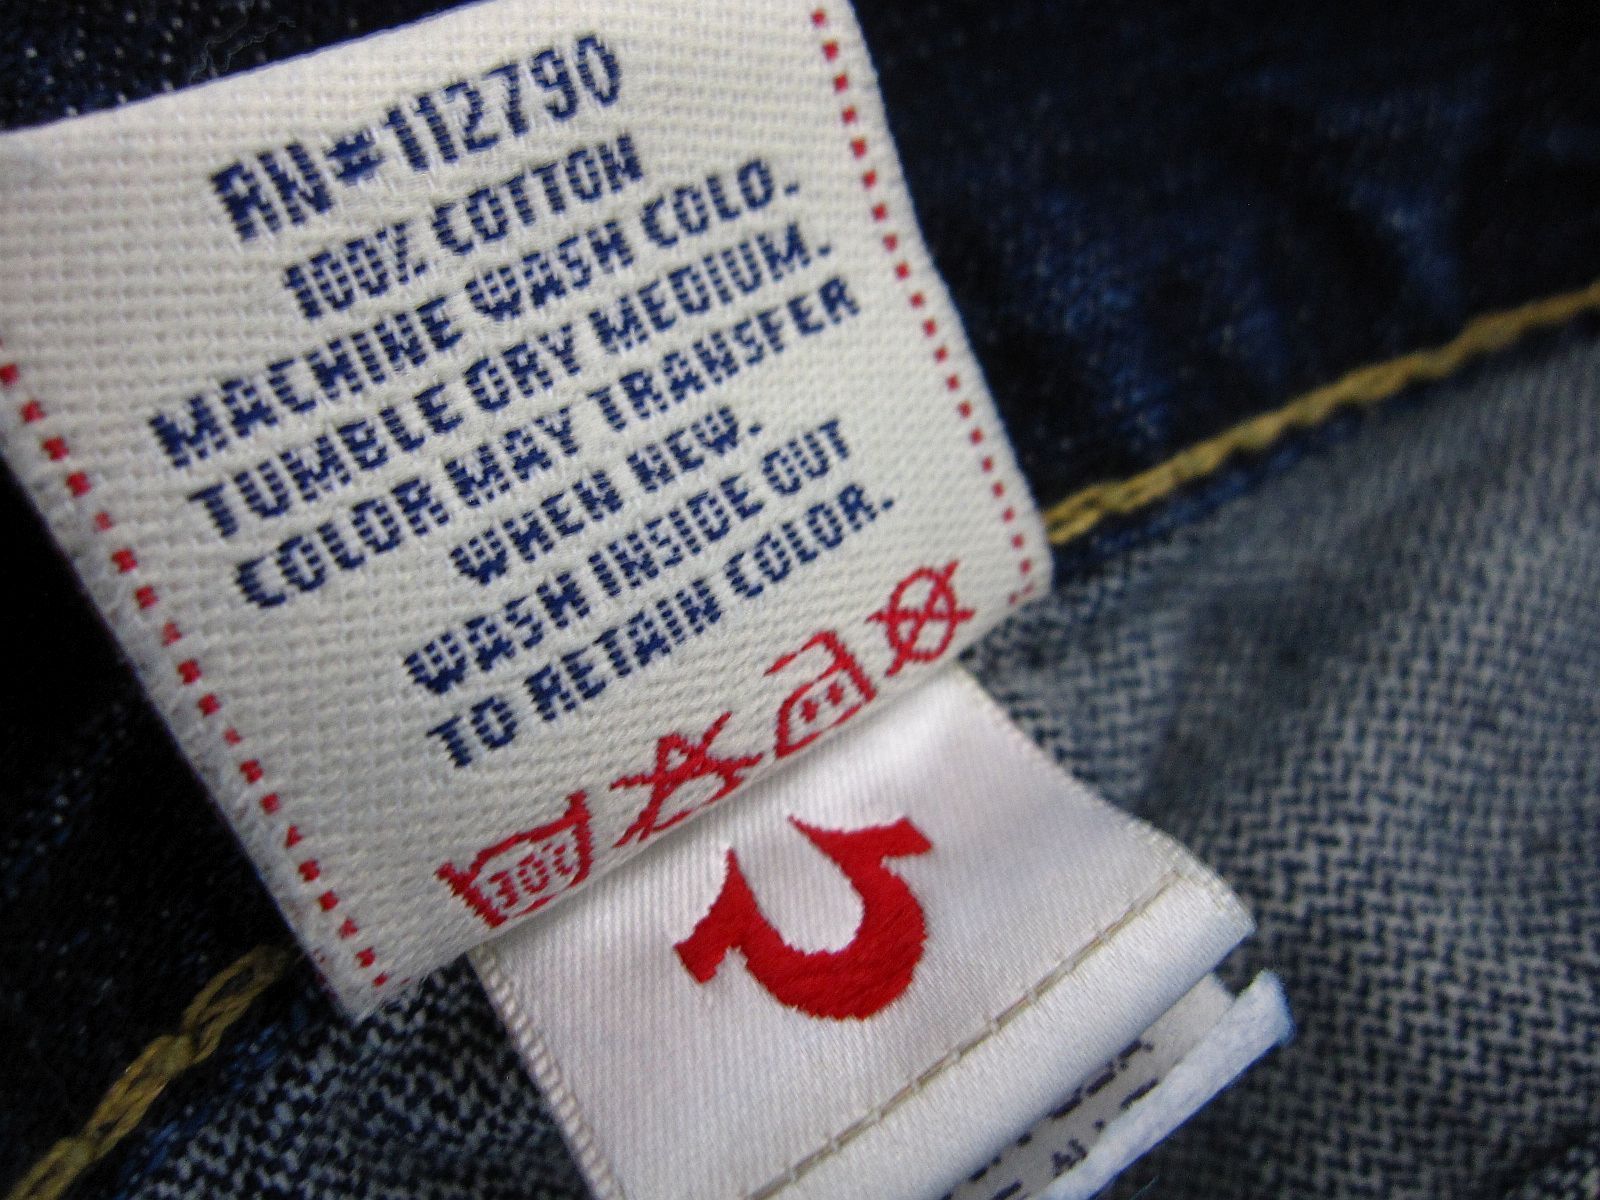 RN#112790
100% COTTON
MACHINE WASH COLD.
TUMBLE DRY MEDIUM.
COLOR MAY TRANSFER
WHEN NEW.
WASH INSIDE OUT
TO RETAIN COLOR.
30C